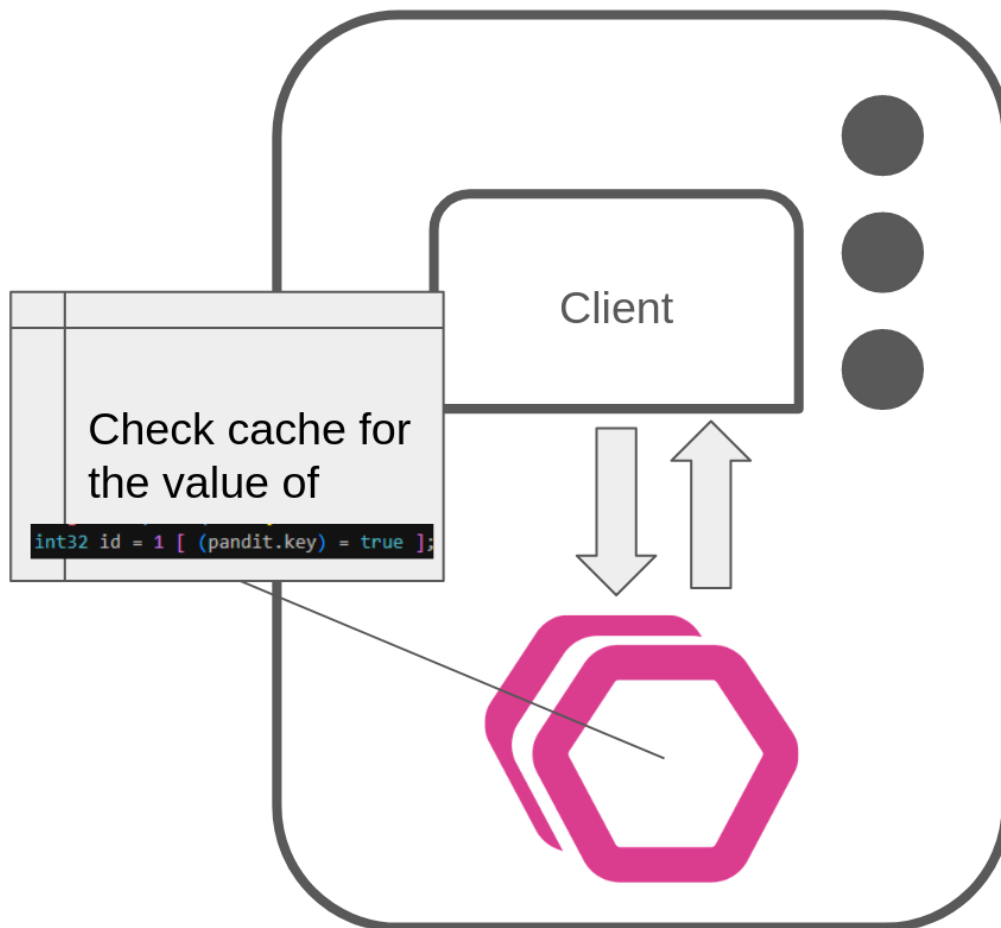 Client
Check cache for
the value of
int32 id = 1 [ (pandit.key) = true ];